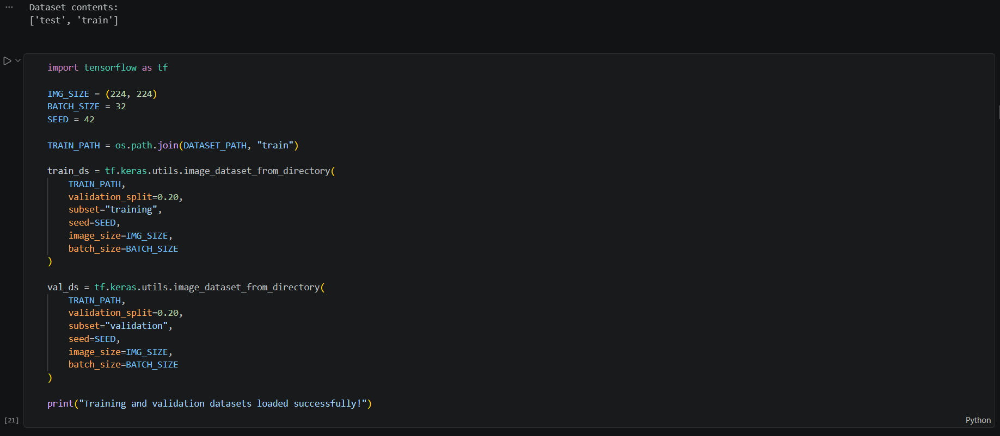 Dataset contents:
['test', 'train']
import tensorflow as tf
IMG_SIZE = (224, 224)
BATCH_SIZE = 32
SEED = 42
TRAIN_PATH = os.path.join(DATASET_PATH, "train")
train_ds = tf.keras.utils.image_dataset_from_directory(
    TRAIN_PATH,
    validation_split=0.20,
    subset="training",
    seed=SEED,
    image_size=IMG_SIZE,
    batch_size=BATCH_SIZE
)
val_ds = tf.keras.utils.image_dataset_from_directory(
    TRAIN_PATH,
    validation_split=0.20,
    subset="validation",
    seed=SEED,
    image_size=IMG_SIZE,
    batch_size=BATCH_SIZE
)
print("Training and validation datasets loaded successfully!")
[21]
Python